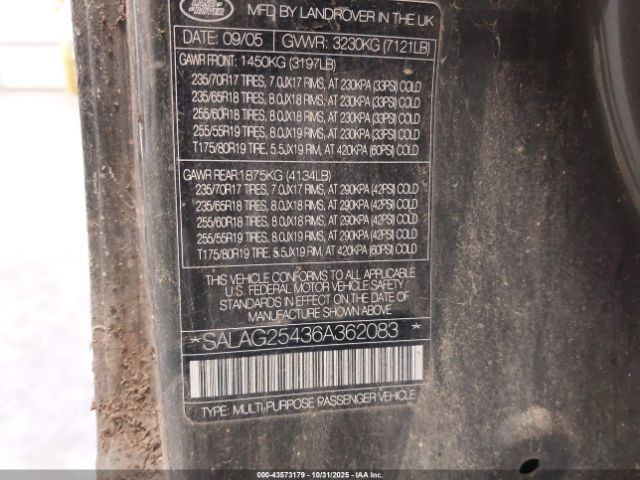 LAND-
ROVER
MFD BY LANDROVER IN THE UK
DATE: 09/05 GVWR: 3230KG (7121LB)
GAWR FRONT: 1450KG (3197LB)
235/70R17 TIRES, 7.0JX17 RIMS, AT 230KPA (33PSI) COLD
235/65R18 TIRES, 8.0JX18 RIMS, AT 230KPA (33PSI) COLD
255/60R18 TIRES, 8.0JX18 RIMS, AT 230KPA (33PSI) COLD
255/55R19 TIRES, 8.0JX19 RIMS, AT 230KPA (33PSI) COLD
T175/80R19 TIRE, 5.5JX19 RIM, AT 420KPA (60PSI) COLD
GAWR REAR: 1875KG (4134LB)
235/70R17 TIRES, 7.0JX17 RIMS, AT 290KPA (42PSI) COLD
235/65R18 TIRES, 8.0JX18 RIMS, AT 290KPA (42PSI) COLD
255/60R18 TIRES, 8.0JX18 RIMS, AT 290KPA (42PSI) COLD
255/55R19 TIRES, 8.0JX19 RIMS, AT 290KPA (42PSI) COLD
T175/80R19 TIRE, 5.5JX19 RIM, AT 420KPA (60PSI) COLD
THIS VEHICLE CONFORMS TO ALL APPLICABLE
U.S. FEDERAL MOTOR VEHICLE SAFETY
STANDARDS IN EFFECT ON THE DATE OF
MANUFACTURE SHOWN ABOVE
*SALAG25436A362083 *
TYPE: MULTI-PURPOSE PASSENGER VEHICLE
000-43573179 - 10/31/2025 - IAAI.COM